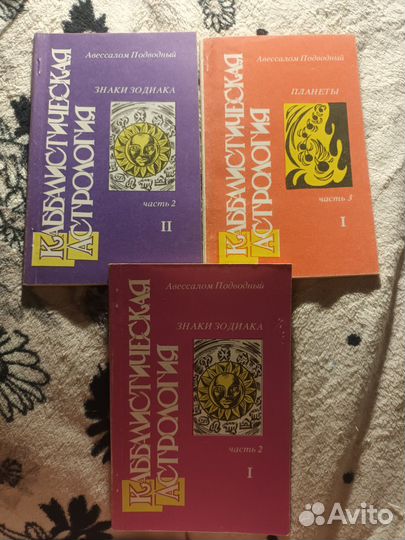 Авессалом Подводный
КАББАЛИСТИЧЕСКАЯ
АСТРОЛОГИЯ
ЗНАКИ ЗОДИАКА
часть 2
II
Авессалом Подводный
КАББАЛИСТИЧЕСКАЯ
АСТРОЛОГИЯ
ПЛАНЕТЫ
часть 3
I
Авессалом Подводный
КАББАЛИСТИЧЕСКАЯ
АСТРОЛОГИЯ
ЗНАКИ ЗОДИАКА
часть 2
I
Avito